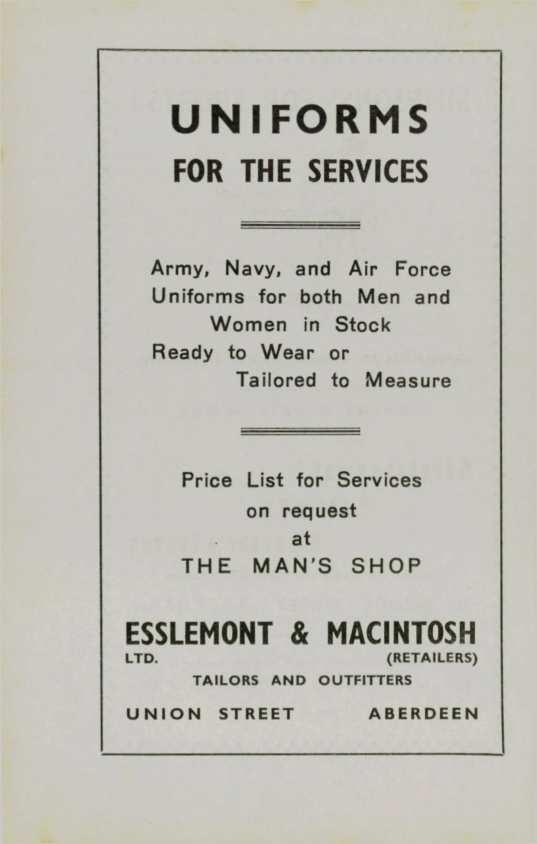 UNIFORMS
FOR THE SERVICES
Army, Navy, and Air Force
Uniforms for both Men and
Women in Stock
Ready to Wear or
Tailored to Measure
Price List for Services
on request
at
THE MAN'S SHOP
ESSLEMONT & MACINTOSH
LTD. (RETAILERS)
TAILORS AND OUTFITTERS
UNION STREET ABERDEEN